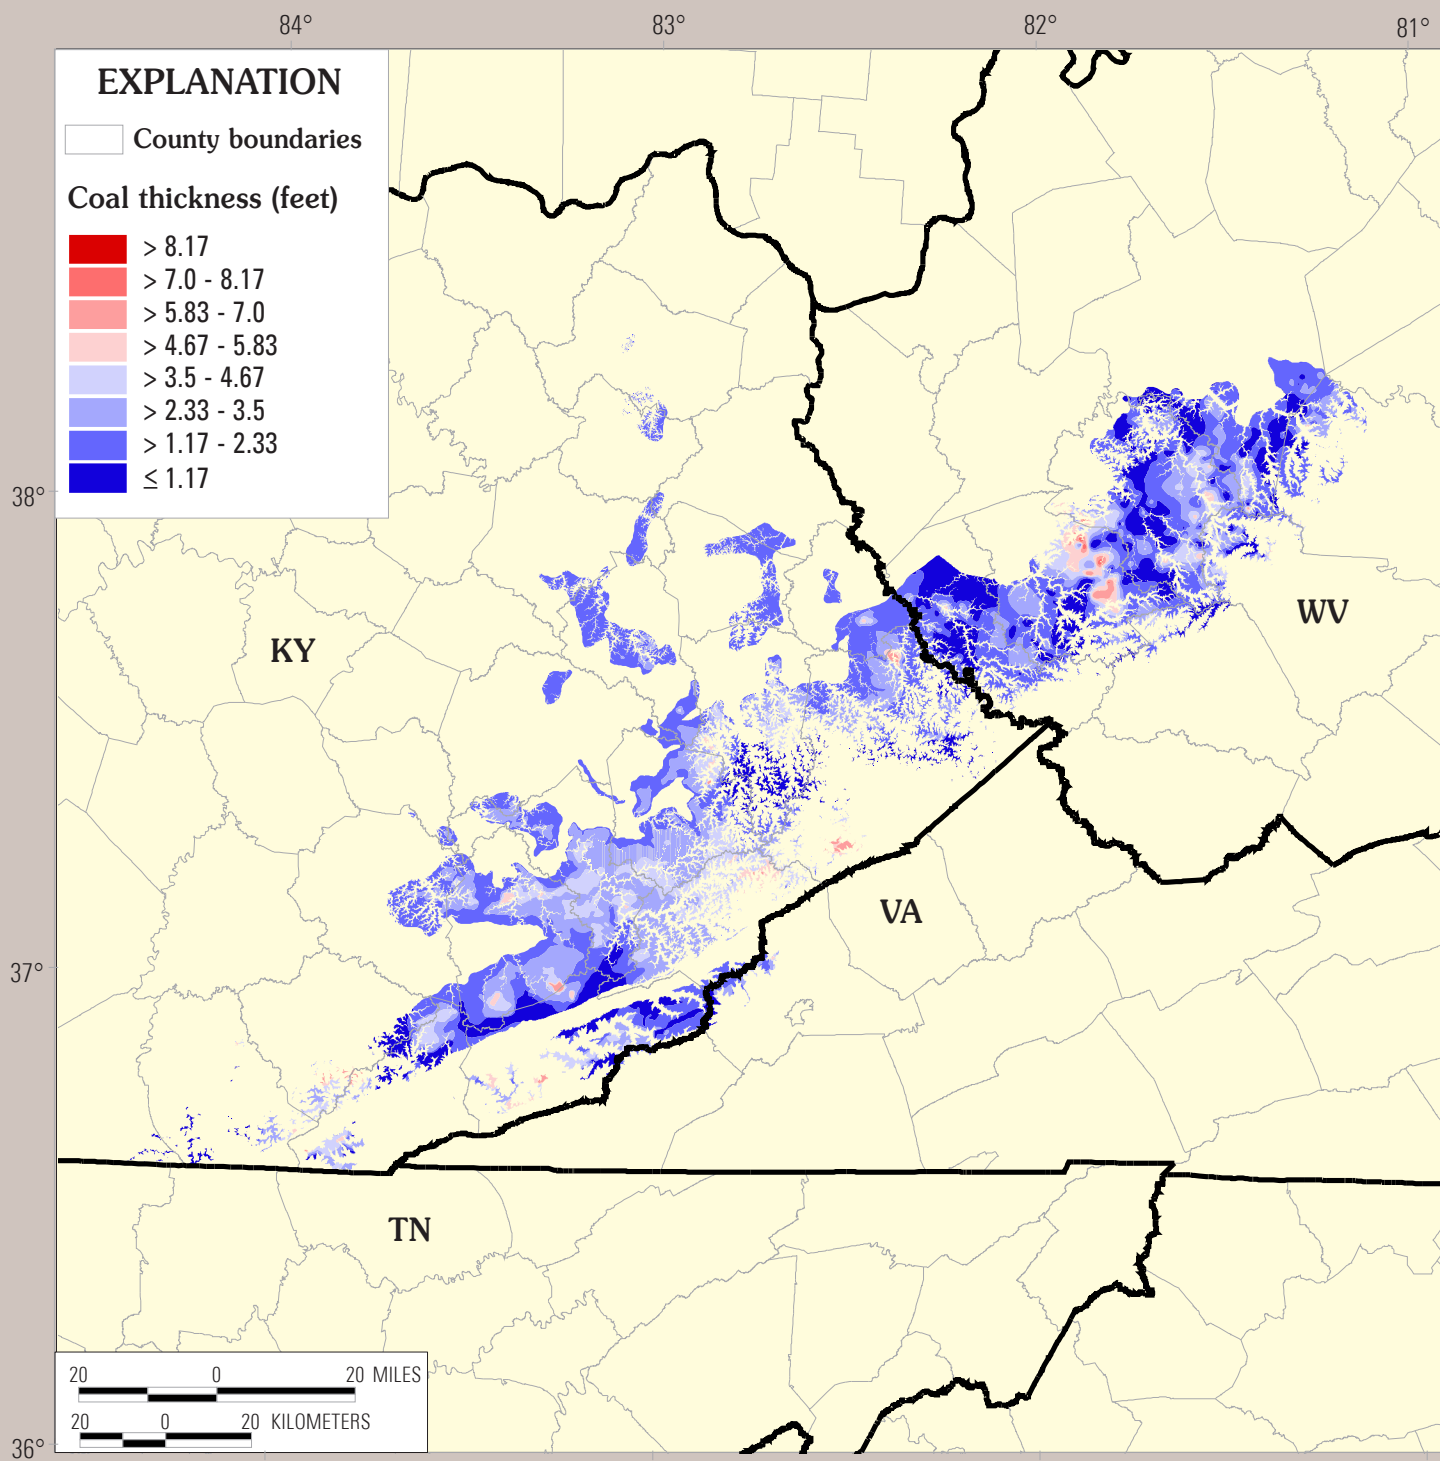 84° 83° 82° 81°
EXPLANATION
County boundaries
Coal thickness (feet)
> 8.17
> 7.0 - 8.17
> 5.83 - 7.0
> 4.67 - 5.83
> 3.5 - 4.67
> 2.33 - 3.5
> 1.17 - 2.33
≤ 1.17
38°
WV
KY
VA
37°
TN
20 0 20 MILES
20 0 20 KILOMETERS
36°